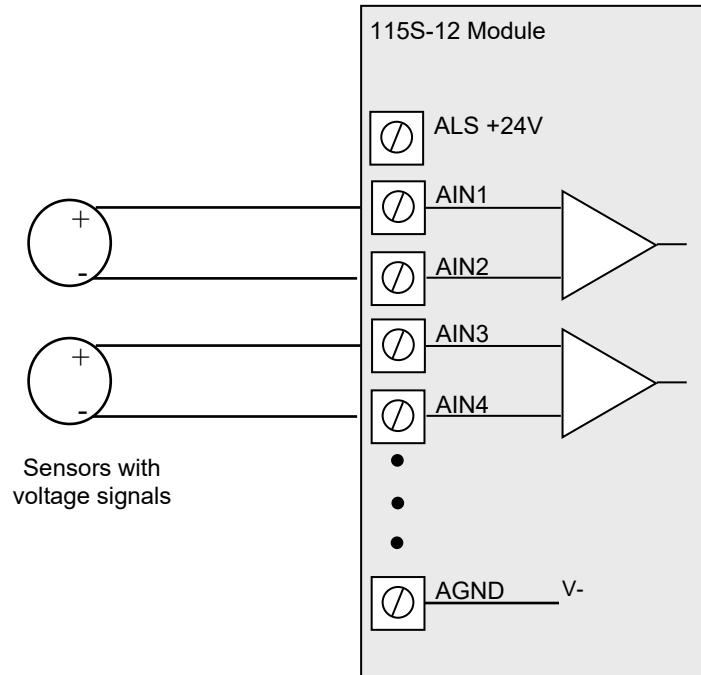 115S-12 Module
ALS +24V
+
AIN1
-
AIN2
+
AIN3
-
AIN4
Sensors with
voltage signals
AGND
V-